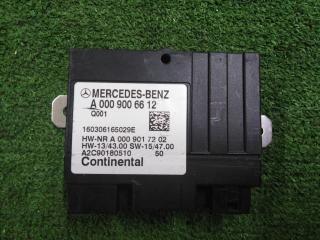 MERCEDES-BENZ
A 000 900 66 12
Q001
160306165029E
HW-NR A 000 901 72 02
HW-13/43.00 SW-15/47.00
A2C90180510 50
Continental